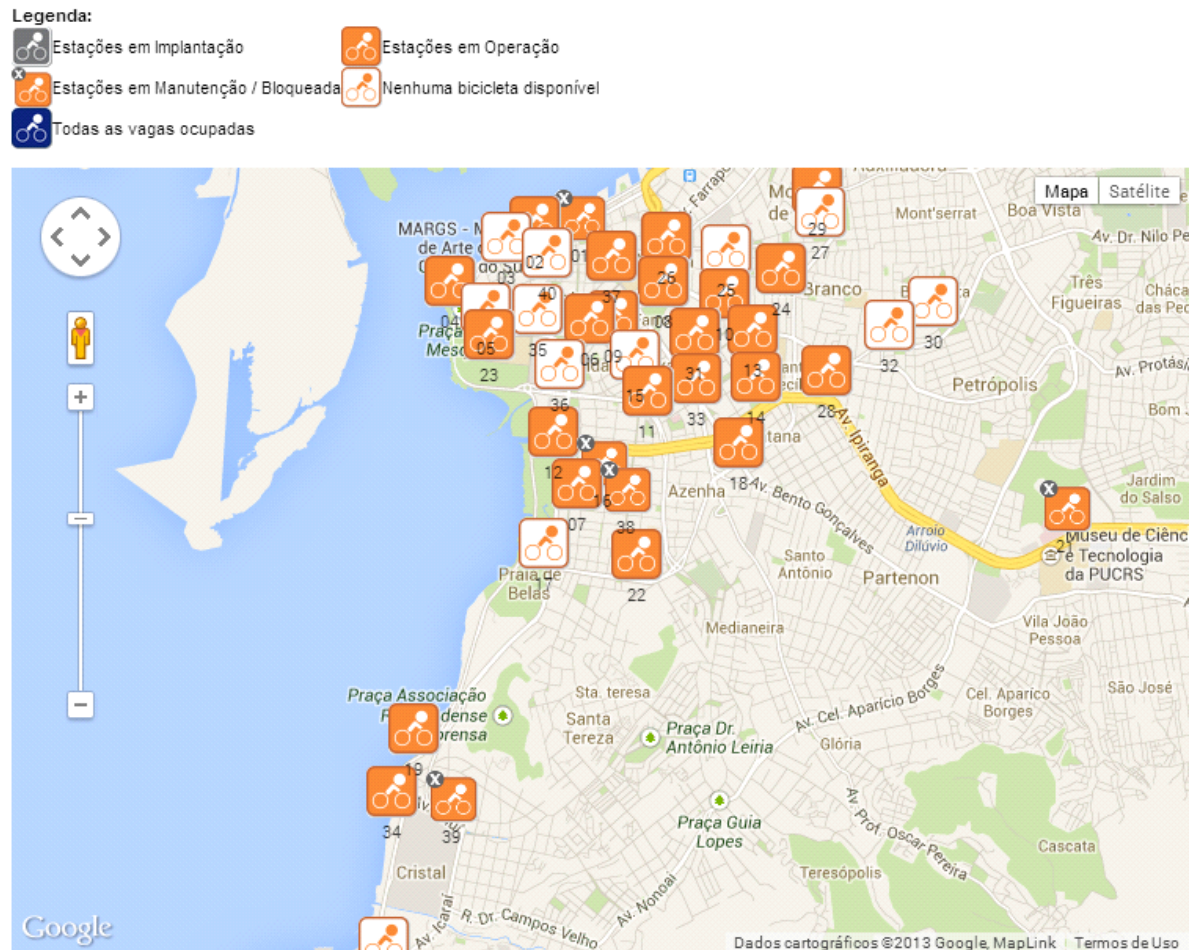 Legenda:
Estações em Implantação
Estações em Operação
Estações em Manutenção / Bloqueada
Nenhuma bicicleta disponível
Todas as vagas ocupadas
Mapa
Satélite
Mont'serrat
Boa Vista
Av. Dr. Nilo Pe
Três
Figueiras
Cháca
das Ped
MARGS - M
de Arte
Branco
29
27
01
02
03
40
37
26
25
24
30
32
04
05
35
06
09
08
10
23
36
15
31
13
33
14
28
11
Petrópolis
Av. Protási
Bom J
Av. Ipiranga
12
18
tana
Azenha
Av. Bento Gonçalves
16
07
38
Jardim
do Salso
Arroio
Dilúvio
21
Museu de Ciênc
e Tecnologia
da PUCRS
17
22
Praia de
Belas
Santo
Antônio
Partenon
Medianeira
Vila João
Pessoa
Praça Associação
Sta. teresa
Santa
Tereza
Praça Dr.
Antônio Leiria
Av. Cel. Aparício Borges
Cel. Aparico
Borges
São José
Glória
19
34
39
Praça Guia
Lopes
Av. Prof. Oscar Pereira
Cristal
Teresópolis
Cascata
Av. Icaraí
R. Dr. Campos Velho
Av. Nonoai
Google
Dados cartográficos ©2013 Google, MapLink
Termos de Uso